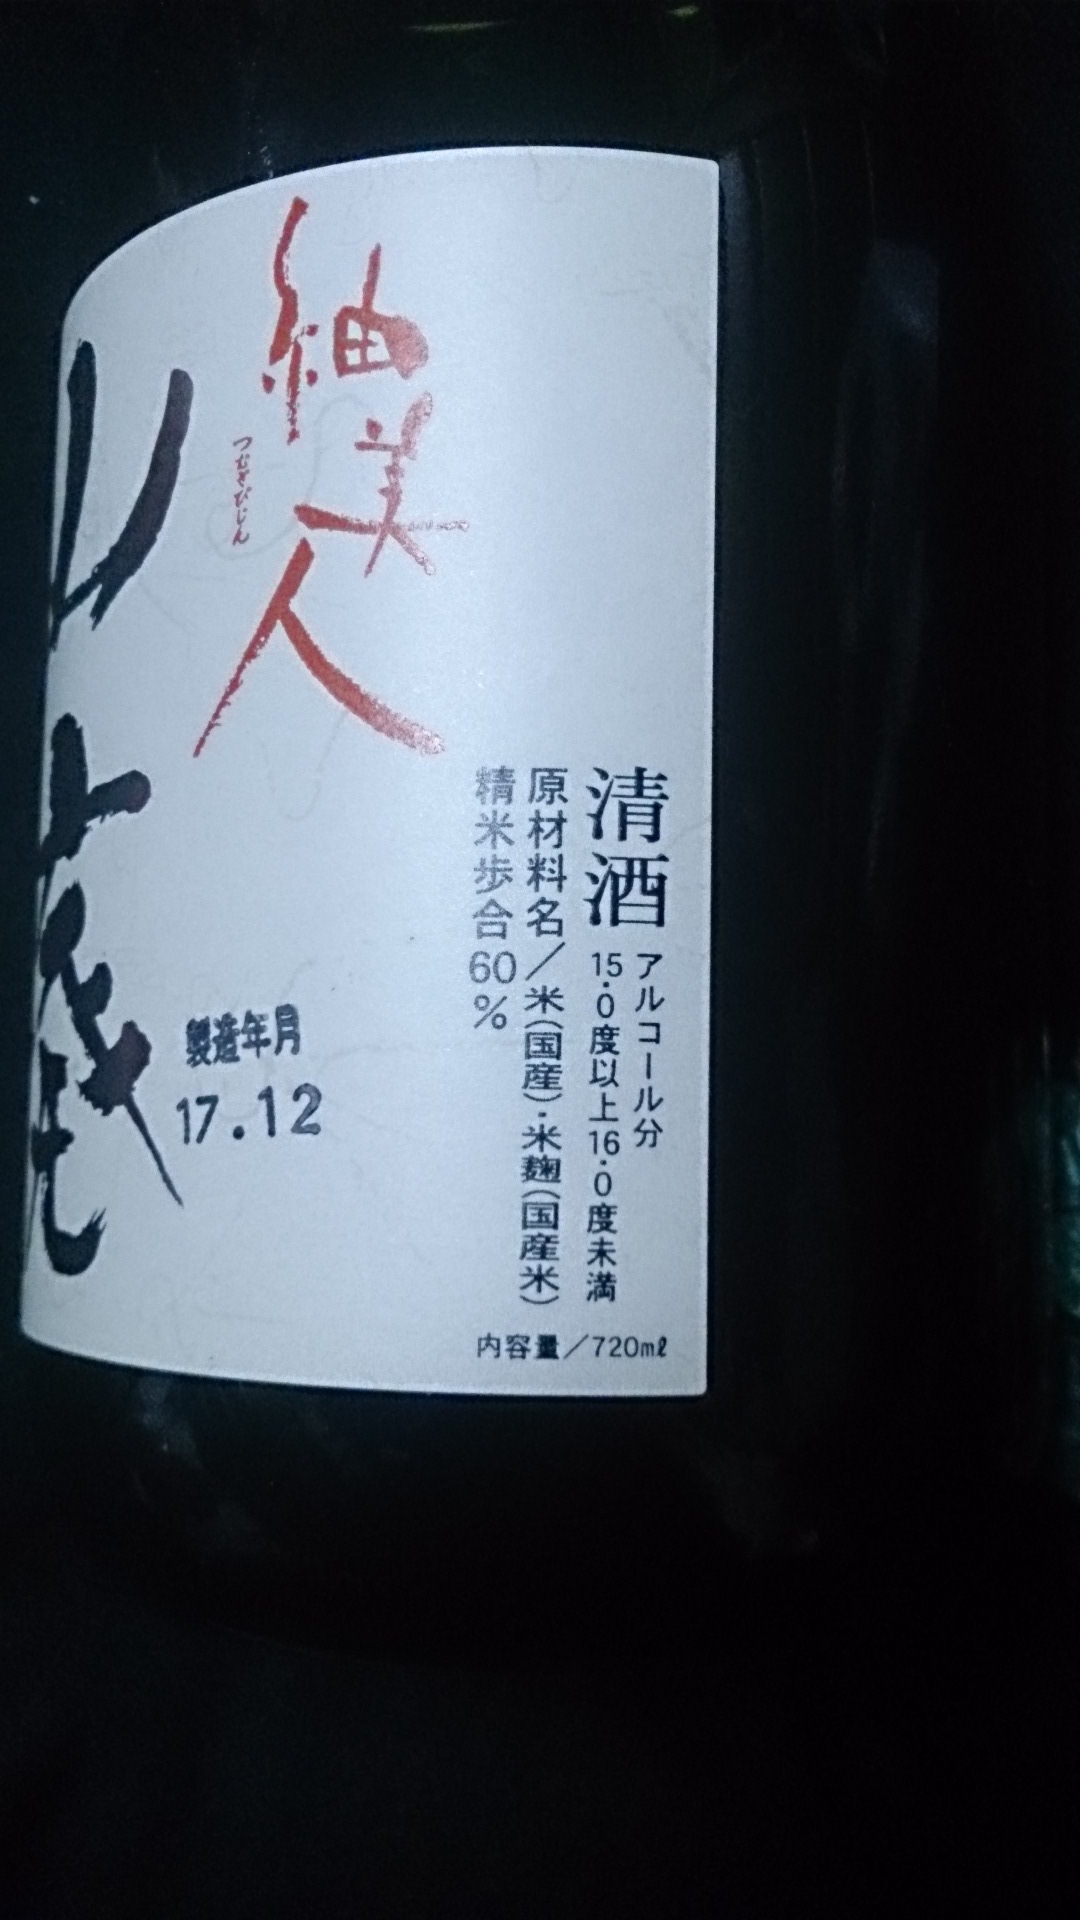 清酒
アルコール分
15.0度以上16.0度未満
原材料名/米(国産)・米麹(国産米)
精米歩合60%
内容量/720mℓ
紬美人
つむぎびじん
製造年月
17.12